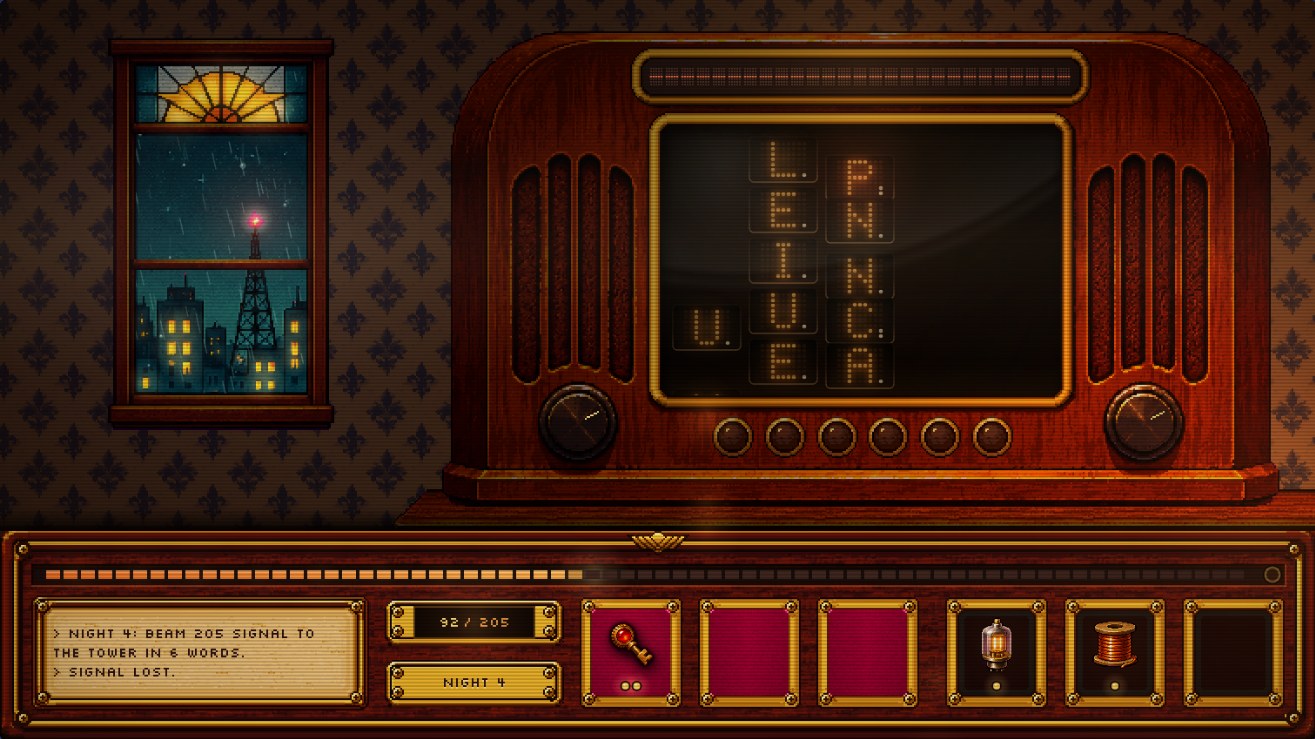 L. P:
E. N.
I. N.
U. U. C:
E. A.
> NIGHT 4: BEAM 205 SIGNAL TO
THE TOWER IN 6 WORDS.
> SIGNAL LOST.
92 / 205
NIGHT 4